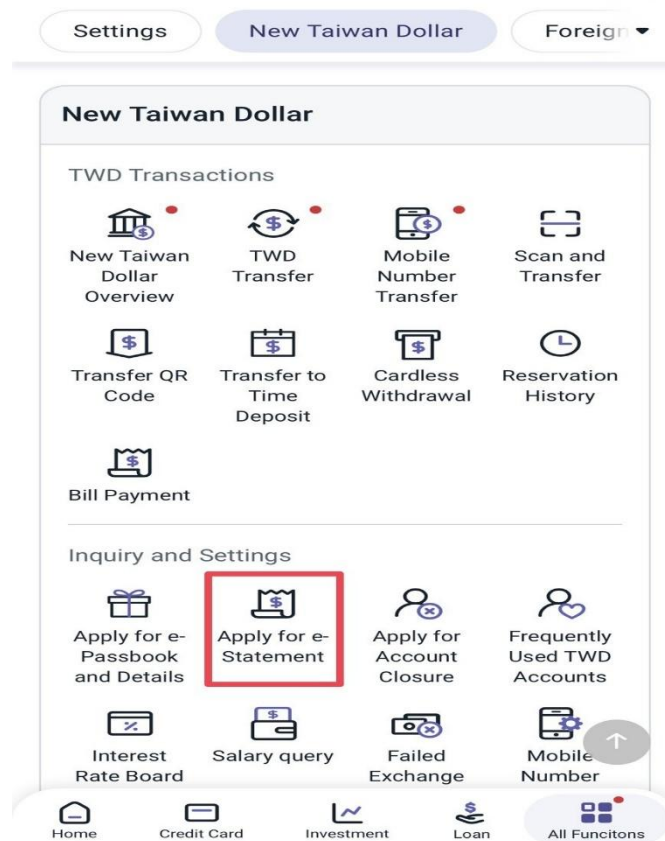 Settings
New Taiwan Dollar
Foreign
New Taiwan Dollar
TWD Transactions
New Taiwan
Dollar
Overview
TWD
Transfer
Mobile
Number
Transfer
Scan and
Transfer
Transfer QR
Code
Transfer to
Time
Deposit
Cardless
Withdrawal
Reservation
History
Bill Payment
Inquiry and Settings
Apply for e-
Passbook
and Details
Apply for e-
Statement
Apply for
Account
Closure
Frequently
Used TWD
Accounts
Interest
Rate Board
Salary query
Failed
Exchange
Mobile
Number
Home
Credit Card
Investment
Loan
All Funcitons